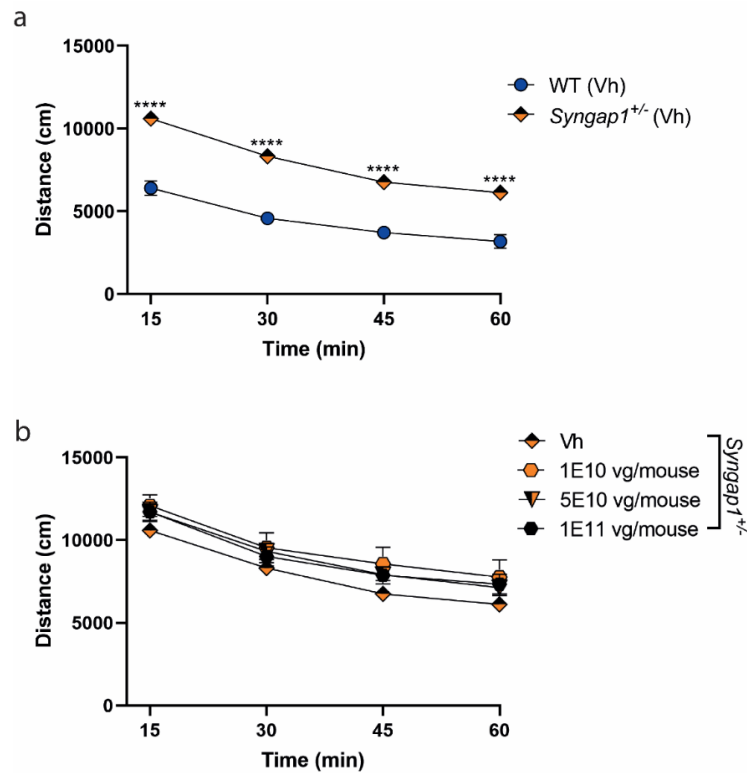 a
15000
10000
5000
0
Distance (cm)
****
****
****
****
15 30 45 60
Time (min)
WT (Vh)
Syngap1+/- (Vh)
b
15000
10000
5000
0
Distance (cm)
15 30 45 60
Time (min)
Vh
1E10 vg/mouse
5E10 vg/mouse
1E11 vg/mouse
Syngap1+/-